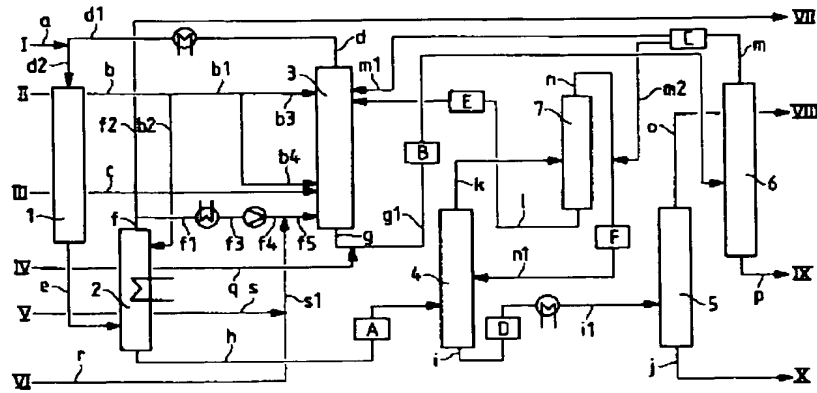 d1
d
VII
I a
C
m
d2
m1
n
II b b1 3
E
7
m2
o
f2 b2 b3
VIII
B
b4
k
6
III c
1
l
g1
f f1 f3 f4 f5
g
4
F
IV q
n1
IX
p
e
2
s1
5
V s
A
D
i1
h
i
j
VI r
X